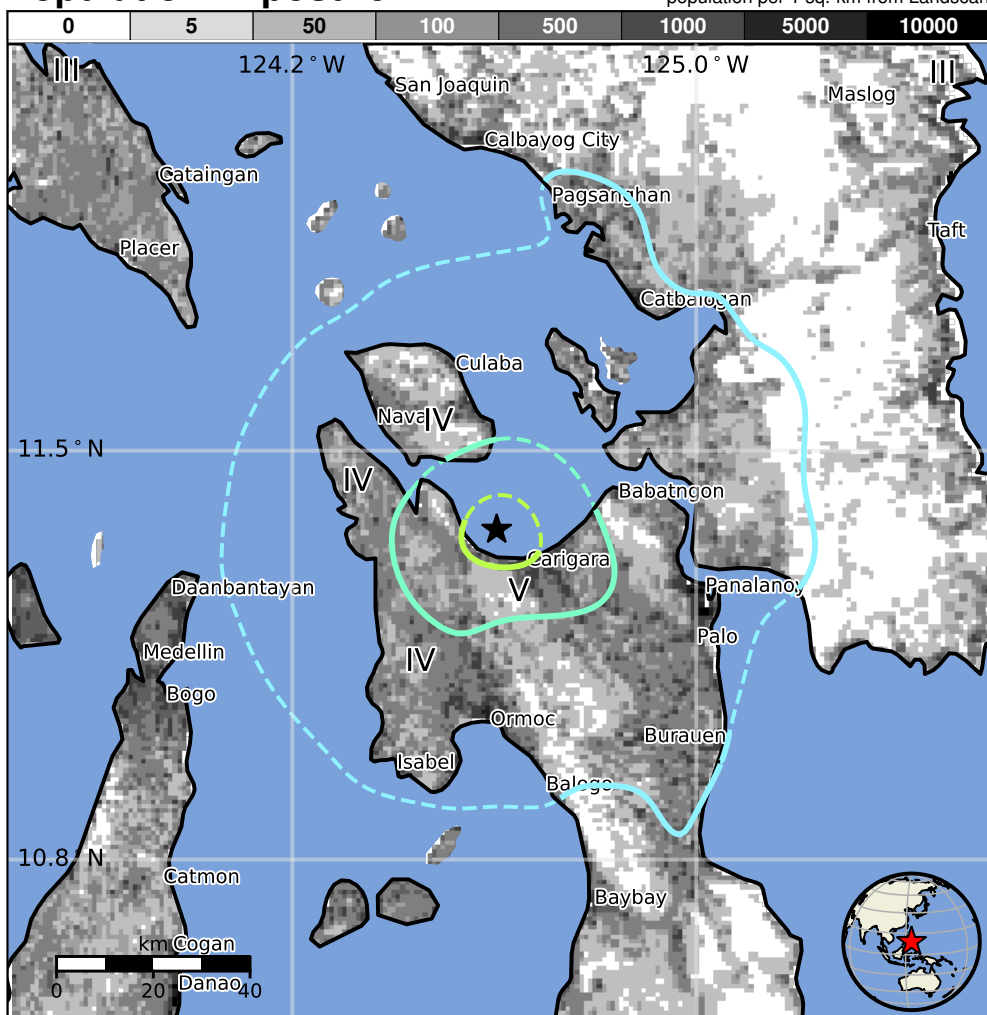 population per 1 sq. km from Landscan
0 5 50 100 500 1000 5000 10000
III
124.2°W
125.0°W
III
San Joaquin
Maslog
Calbayog City
Cataingan
Pagsanghan
Placer
Taft
Catbalogan
Culaba
Naval
IV
11.5°N
IV
Babatngon
Carigara
V
Daanbantayan
Panalanoy
Palo
Medellin
IV
Bogo
Ormoc
Burauen
Isabel
Balogo
10.8°N
Catmon
Baybay
km
Cogan
0 20 40
Danao